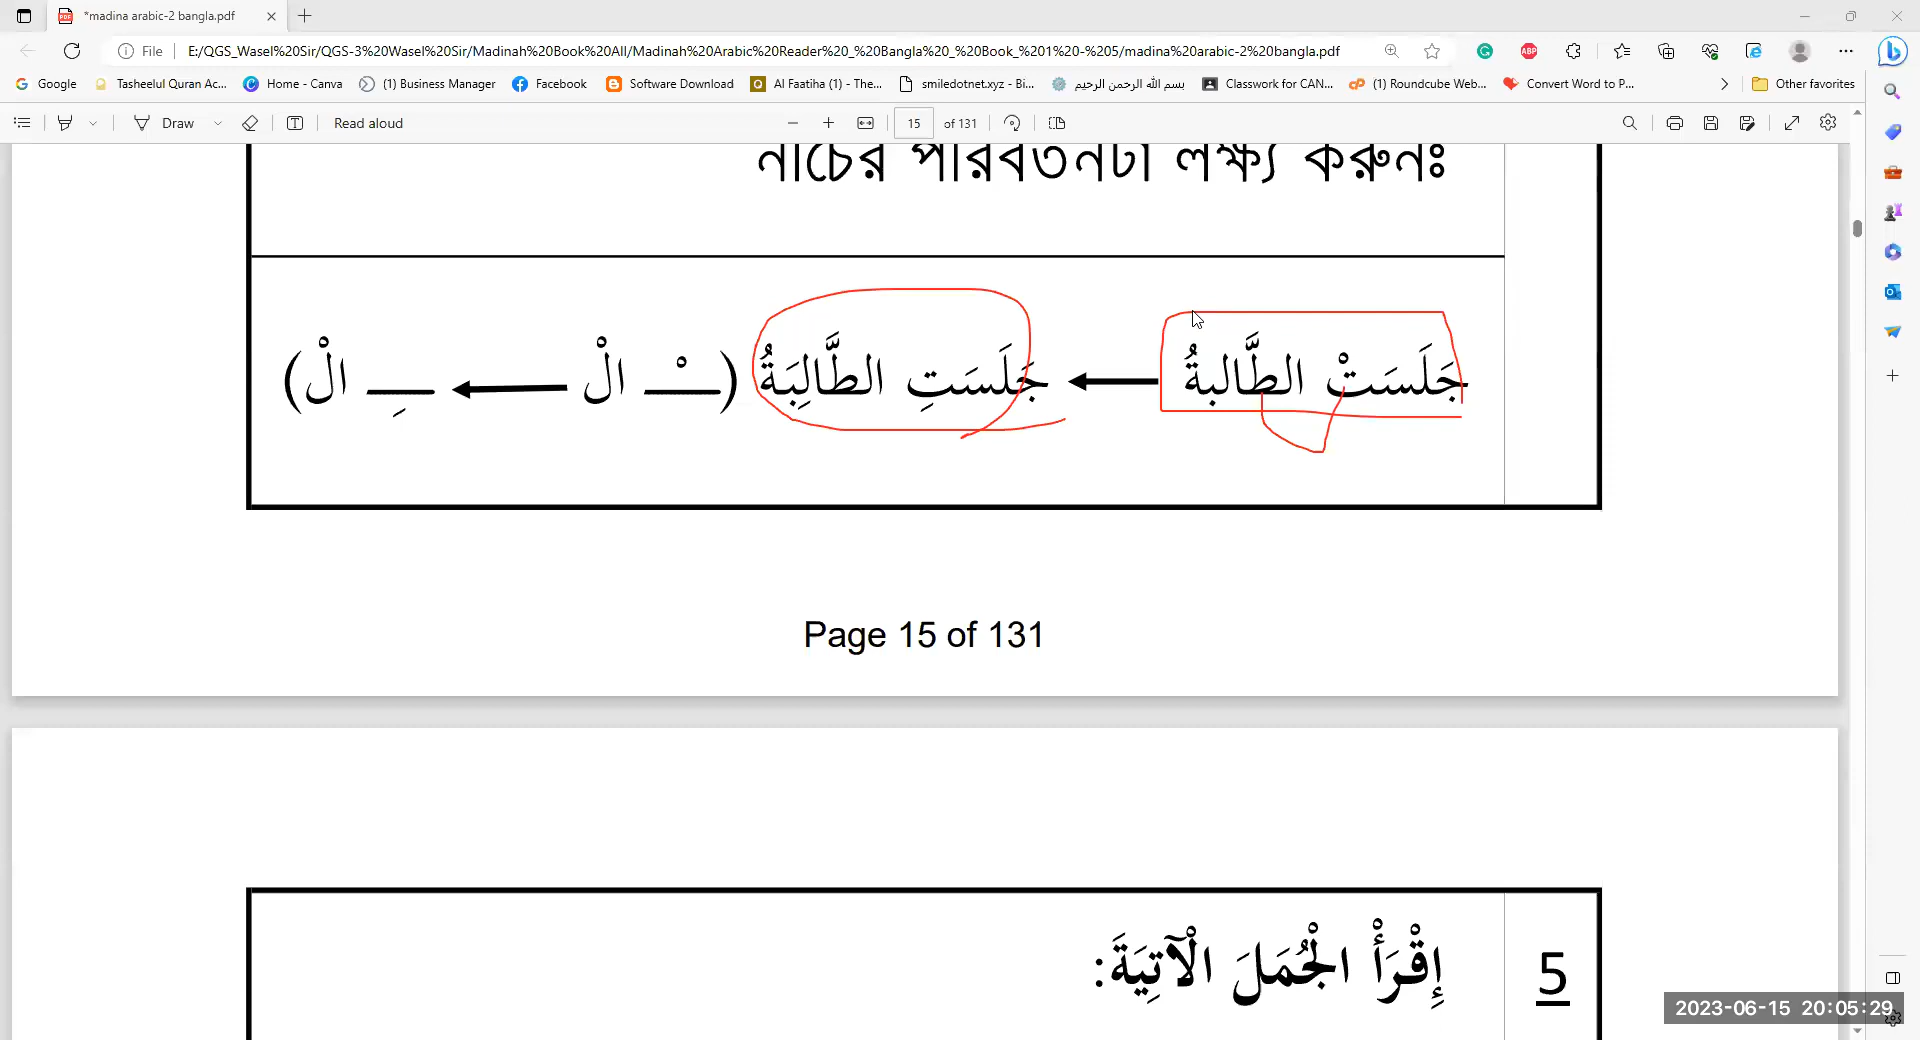 *madina arabic-2 bangla.pdf
File
E:/QGS_Wasel%20Sir/QGS-3%20Wasel%20Sir/Madinah%20Book%20All/Madinah%20Arabic%20Reader%20_%20Bangla%20_%20Book_%201%20-%205/madina%20arabic-2%20bangla.pdf
Google Tasheelul Quran Ac... Home - Canva (1) Business Manager Facebook Software Download Al Faatiha (1) - The... smiledotnet.xyz - Bi... بسم الله الرحمن الرحيم Classwork for CAN... (1) Roundcube Web... Convert Word to P... Other favorites
Draw Read aloud 15 of 131
নীচের পরিবর্তনটা লক্ষ্য করুনঃ
جَلَسَتْ الطَّالبةُ ← جَلَسَتِ الطَّالِبَةُ (ـــْـ الْ ← ـــِـ الْ)
Page 15 of 131
5 إِقْرَأْ الْجُمَلَ الْآتِيَةَ:
2023-06-15 20:05:29